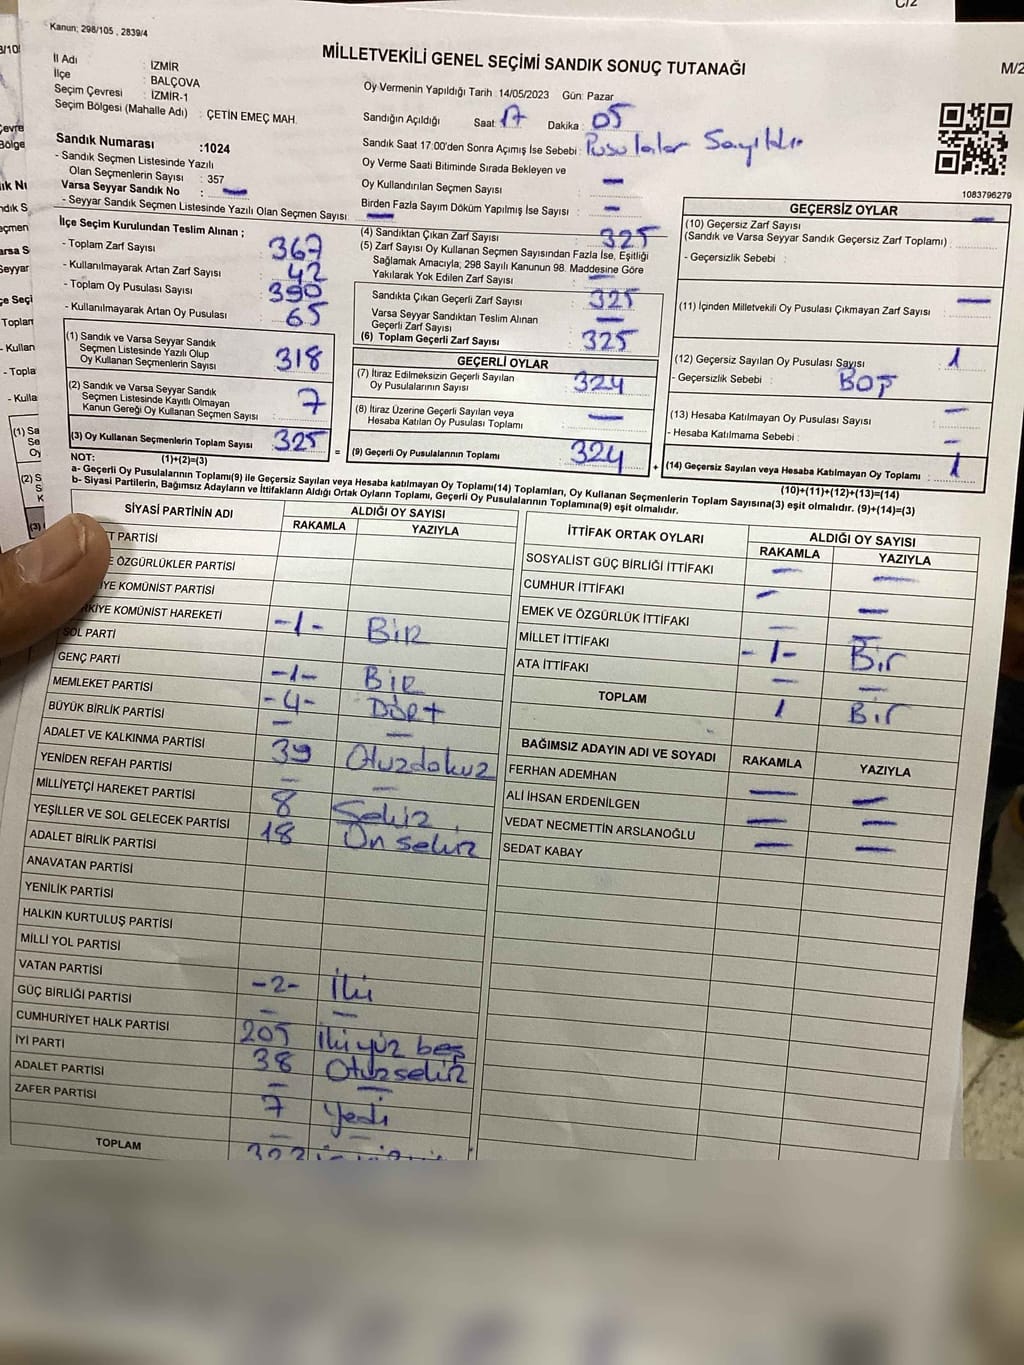 C/2
Kanun; 298/105 , 2839/4
MİLLETVEKİLİ GENEL SEÇİMİ SANDIK SONUÇ TUTANAĞI
M/2
İl Adı : İZMİR
İlçe : BALÇOVA
Seçim Çevresi : İZMİR-1
Seçim Bölgesi (Mahalle Adı) : ÇETİN EMEÇ MAH.
Oy Vermenin Yapıldığı Tarih : 14/05/2023 Gün: Pazar
Sandığın Açıldığı Saat: 17 Dakika : 05
Sandık Saat 17:00'den Sonra Açımış İse Sebebi : Pusulalar Sayıldı
Oy Verme Saati Bitiminde Sırada Bekleyen ve
Oy Kullandırılan Seçmen Sayısı : —
Birden Fazla Sayım Döküm Yapılmış İse Sayısı : —
1083796279
Sandık Numarası :1024
- Sandık Seçmen Listesinde Yazılı
Olan Seçmenlerin Sayısı : 357
Varsa Seyyar Sandık No : —
- Seyyar Sandık Seçmen Listesinde Yazılı Olan Seçmen Sayısı : —
İlçe Seçim Kurulundan Teslim Alınan ;
- Toplam Zarf Sayısı : 367
- Kullanılmayarak Artan Zarf Sayısı : 42
- Toplam Oy Pusulası Sayısı : 390
- Kullanılmayarak Artan Oy Pusulası : 65
(1) Sandık ve Varsa Seyyar Sandık
Seçmen Listesinde Yazılı Olup
Oy Kullanan Seçmenlerin Sayısı : 318
(2) Sandık ve Varsa Seyyar Sandık
Seçmen Listesinde Kayıtlı Olmayan
Kanun Gereği Oy Kullanan Seçmen Sayısı : 7
(3) Oy Kullanan Seçmenlerin Toplam Sayısı : 325
(1)+(2)=(3)
(4) Sandıktan Çıkan Zarf Sayısı : 325
(5) Zarf Sayısı Oy Kullanan Seçmen Sayısından Fazla İse, Eşitliği
Sağlamak Amacıyla; 298 Sayılı Kanunun 98. Maddesine Göre
Yakılarak Yok Edilen Zarf Sayısı : —
Sandıkta Çıkan Geçerli Zarf Sayısı : 325
Varsa Seyyar Sandıktan Teslim Alınan
Geçerli Zarf Sayısı : —
(6) Toplam Geçerli Zarf Sayısı : 325
GEÇERLİ OYLAR
(7) İtiraz Edilmeksizin Geçerli Sayılan
Oy Pusulalarının Sayısı : 324
(8) İtiraz Üzerine Geçerli Sayılan veya
Hesaba Katılan Oy Pusulası Toplamı : —
= (9) Geçerli Oy Pusulalarının Toplamı : 324
GEÇERSİZ OYLAR
(10) Geçersiz Zarf Sayısı
(Sandık ve Varsa Seyyar Sandık Geçersiz Zarf Toplamı) : —
- Geçersizlik Sebebi :
(11) İçinden Milletvekili Oy Pusulası Çıkmayan Zarf Sayısı : —
(12) Geçersiz Sayılan Oy Pusulası Sayısı : 1
- Geçersizlik Sebebi : BOŞ
(13) Hesaba Katılmayan Oy Pusulası Sayısı : —
- Hesaba Katılmama Sebebi : —
+ (14) Geçersiz Sayılan veya Hesaba Katılmayan Oy Toplamı : 1
(10)+(11)+(12)+(13)=(14)
NOT:
a- Geçerli Oy Pusulalarının Toplamı(9) ile Geçersiz Sayılan veya Hesaba katılmayan Oy Toplamı(14) Toplamları, Oy Kullanan Seçmenlerin Toplam Sayısına(3) eşit olmalıdır. (9)+(14)=(3)
b- Siyasi Partilerin, Bağımsız Adayların ve İttifakların Aldığı Ortak Oyların Toplamı, Geçerli Oy Pusulalarının Toplamına(9) eşit olmalıdır.
SİYASİ PARTİNİN ADI ALDIĞI OY SAYISI
RAKAMLA YAZIYLA
PARTİSİ
ÖZGÜRLÜKLER PARTİSİ
KOMÜNİST PARTİSİ
KOMÜNİST HAREKETİ
SOL PARTİ -1- BİR
GENÇ PARTİ
MEMLEKET PARTİSİ -1- BİR
BÜYÜK BİRLİK PARTİSİ -4- DÖRT
ADALET VE KALKINMA PARTİSİ — —
YENİDEN REFAH PARTİSİ 39 Otuzdokuz
MİLLİYETÇİ HAREKET PARTİSİ — —
YEŞİLLER VE SOL GELECEK PARTİSİ 8 Sekiz
ADALET BİRLİK PARTİSİ 18 On sekiz
ANAVATAN PARTİSİ
YENİLİK PARTİSİ
HALKIN KURTULUŞ PARTİSİ
MİLLİ YOL PARTİSİ
VATAN PARTİSİ
GÜÇ BİRLİĞİ PARTİSİ -2- İki
CUMHURİYET HALK PARTİSİ — —
İYİ PARTİ 205 İkiyüz beş
ADALET PARTİSİ 38 Otuzsekiz
ZAFER PARTİSİ — —
7 Yedi
TOPLAM
İTTİFAK ORTAK OYLARI ALDIĞI OY SAYISI
RAKAMLA YAZIYLA
SOSYALİST GÜÇ BİRLİĞİ İTTİFAKI — —
CUMHUR İTTİFAKI —
EMEK VE ÖZGÜRLÜK İTTİFAKI — —
MİLLET İTTİFAKI -1- Bir
ATA İTTİFAKI — —
TOPLAM 1 Bir
BAĞIMSIZ ADAYIN ADI VE SOYADI RAKAMLA YAZIYLA
FERHAN ADEMHAN — —
ALİ İHSAN ERDENİLGEN — —
VEDAT NECMETTİN ARSLANOĞLU — —
SEDAT KABAY